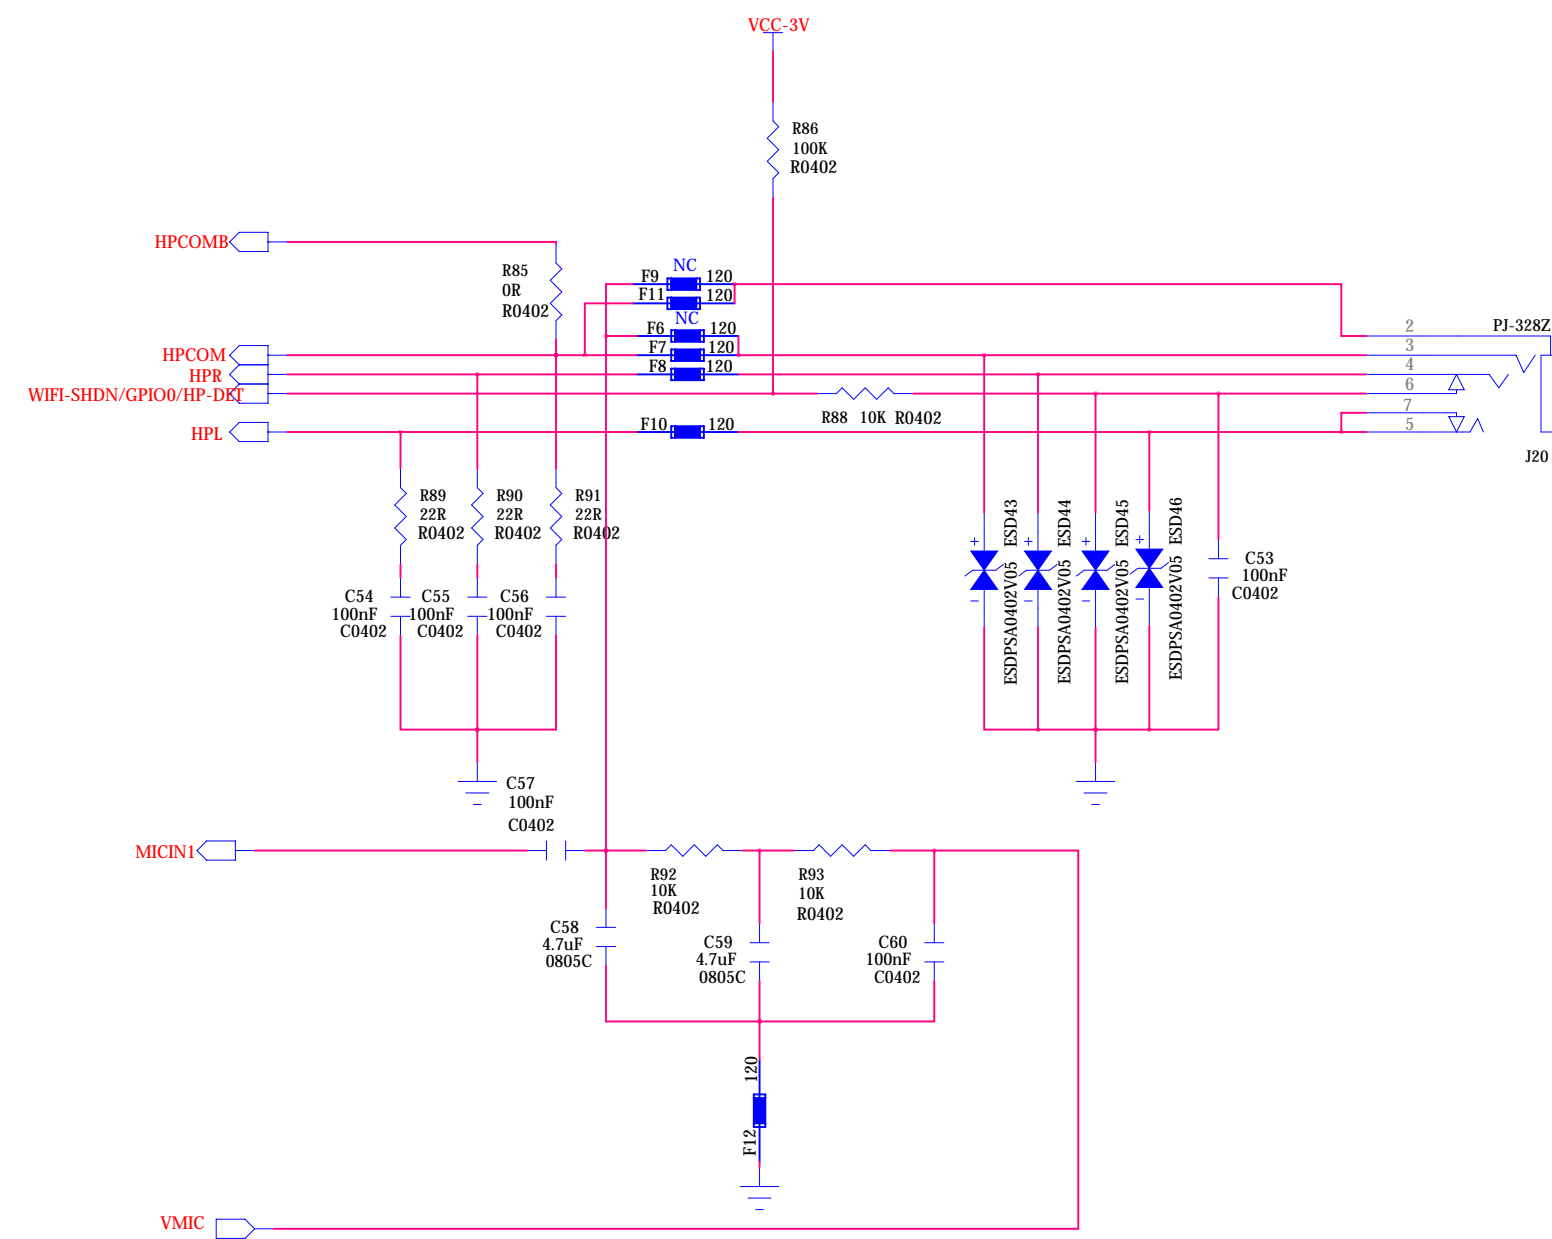 VCC-3V
R86
100K
R0402
HPCOMB
R85
0R
R0402
NC
F9 120
F11 120
NC
F6 120
F7 120
F8 120
HPCOM
HPR
WIFI-SHDN/GPIO0/HP-DET
HPL
F10 120
R88 10K R0402
2
3
4
6
7
5
PJ-328Z
J20
R89
22R
R0402
R90
22R
R0402
R91
22R
R0402
C54
100nF
C0402
C55
100nF
C0402
C56
100nF
C0402
+
-
ESDPSA0402V05 ESD43
+
-
ESDPSA0402V05 ESD44
+
-
ESDPSA0402V05 ESD45
+
-
ESDPSA0402V05 ESD46
C53
100nF
C0402
C57
100nF
C0402
MICIN1
R92
10K
R0402
R93
10K
R0402
C58
4.7uF
0805C
C59
4.7uF
0805C
C60
100nF
C0402
F12 120
VMIC